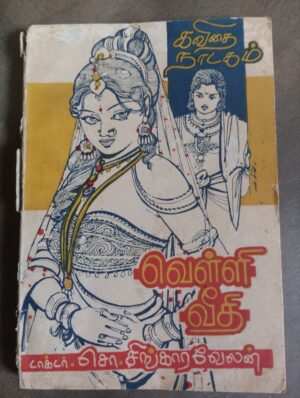 கவிதை
நாடகம்
வெள்ளி
வீதி
டாக்டர். சொ. சிங்காரவேலன்